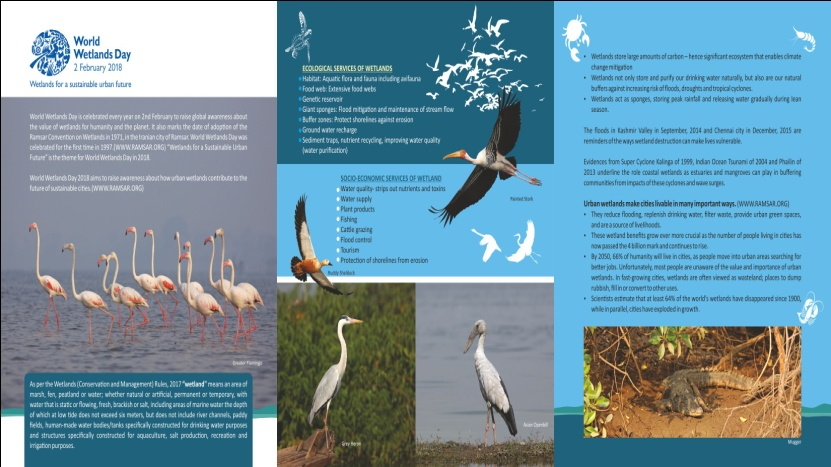 World
Wetlands Day
2 February 2018
Wetlands for a sustainable urban future
World Wetlands Day is celebrated every year on 2nd February to raise global awareness about
the value of wetlands for humanity and the planet. It also marks the date of adoption of the
Ramsar Convention on Wetlands in 1971, in the Iranian city of Ramsar. World Wetlands Day was
celebrated for the first time in 1997.(WWW.RAMSAR.ORG) "Wetlands for a Sustainable Urban
Future" is the theme for World Wetlands Day in 2018.
World Wetlands Day 2018 aims to raise awareness about how urban wetlands contribute to the
future of sustainable cities.(WWW.RAMSAR.ORG)
Greater Flamingo
As per the Wetlands (Conservation and Management) Rules, 2017 "wetland" means an area of
marsh, fen, peatland or water; whether natural or artificial, permanent or temporary, with
water that is static or flowing, fresh, brackish or salt, including areas of marine water the depth
of which at low tide does not exceed six meters, but does not include river channels, paddy
fields, human-made water bodies/tanks specifically constructed for drinking water purposes
and structures specifically constructed for aquaculture, salt production, recreation and
irrigation purposes.
ECOLOGICAL SERVICES OF WETLANDS
Habitat: Aquatic flora and fauna including avifauna
Food web: Extensive food webs
Genetic reservoir
Giant sponges: Flood mitigation and maintenance of stream flow
Buffer zones: Protect shorelines against erosion
Ground water recharge
Sediment traps, nutrient recycling, improving water quality
(water purification)
Painted Stork
SOCIO-ECONOMIC SERVICES OF WETLAND
Water quality- strips out nutrients and toxins
Water supply
Plant products
Fishing
Cattle grazing
Flood control
Tourism
Protection of shorelines from erosion
Ruddy Shelduck
Grey Heron
Asian Openbill
• Wetlands store large amounts of carbon – hence significant ecosystem that enables climate
change mitigation
• Wetlands not only store and purify our drinking water naturally, but also are our natural
buffers against increasing risk of floods, droughts and tropical cyclones.
• Wetlands act as sponges, storing peak rainfall and releasing water gradually during lean
season.
The floods in Kashmir Valley in September, 2014 and Chennai city in December, 2015 are
reminders of the ways wetland destruction can make lives vulnerable.
Evidences from Super Cyclone Kalinga of 1999, Indian Ocean Tsunami of 2004 and Phailin of
2013 underline the role coastal wetlands as estuaries and mangroves can play in buffering
communities from impacts of these cyclones and wave surges.
Urban wetlands make cities livable in many important ways. (WWW.RAMSAR.ORG)
• They reduce flooding, replenish drinking water, filter waste, provide urban green spaces,
and are a source of livelihoods.
• These wetland benefits grow ever more crucial as the number of people living in cities has
now passed the 4 billion mark and continues to rise.
• By 2050, 66% of humanity will live in cities, as people move into urban areas searching for
better jobs. Unfortunately, most people are unaware of the value and importance of urban
wetlands. In fast-growing cities, wetlands are often viewed as wasteland; places to dump
rubbish, fill in or convert to other uses.
• Scientists estimate that at least 64% of the world's wetlands have disappeared since 1900,
while in parallel, cities have exploded in growth.
Mugger